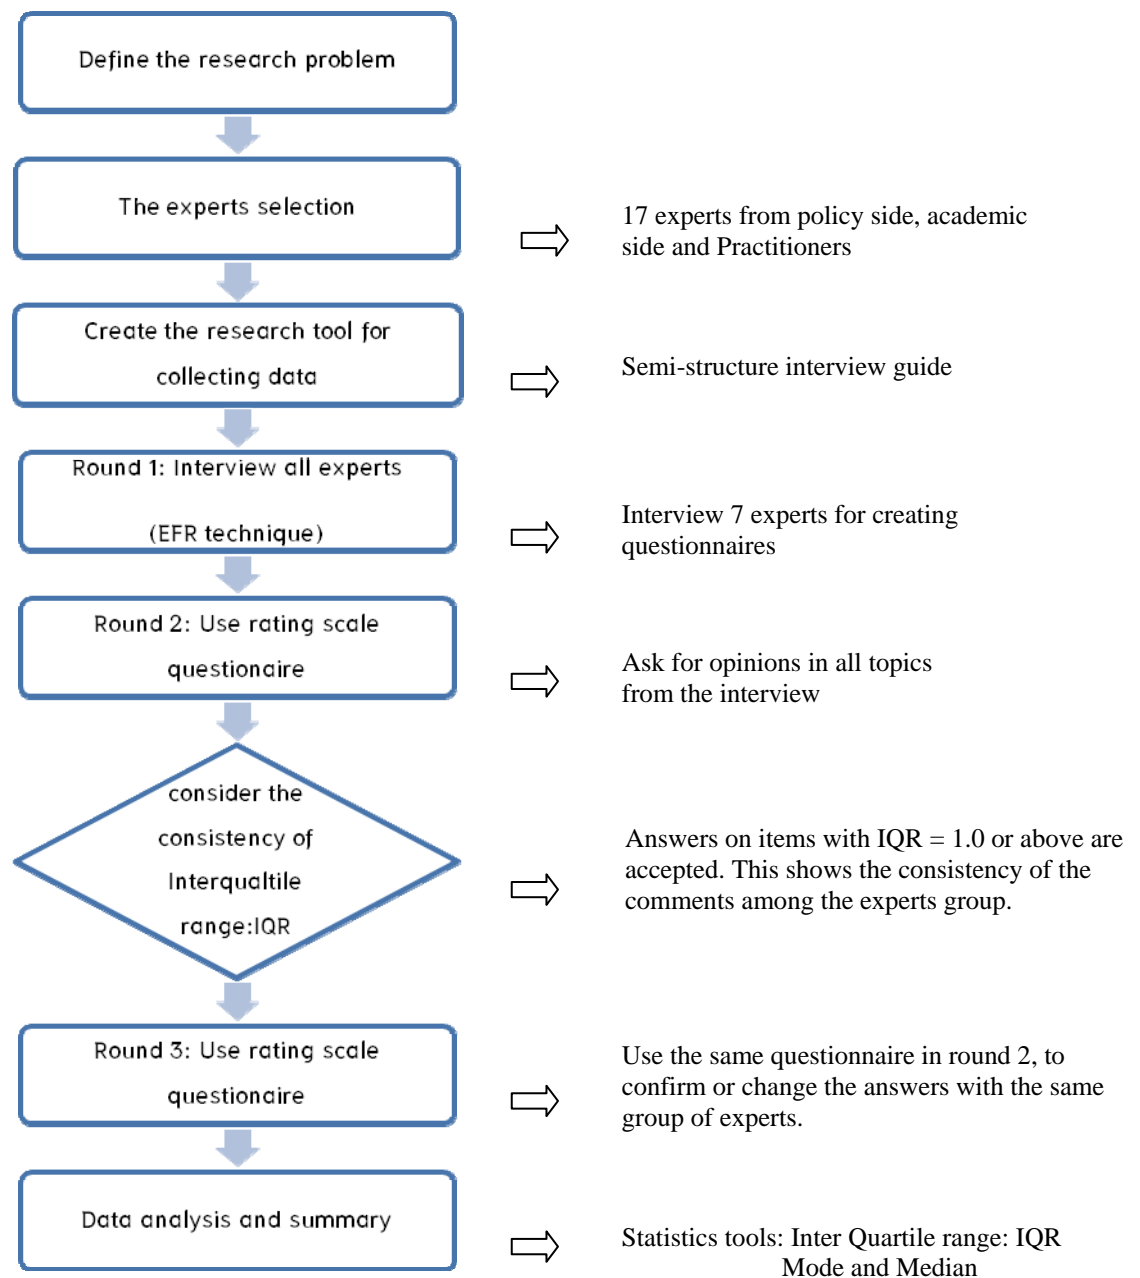 Define the research problem
The experts selection
17 experts from policy side, academic
side and Practitioners
Create the research tool for
collecting data
Semi-structure interview guide
Round 1: Interview all experts
(EFR technique)
Interview 7 experts for creating
questionnaires
Round 2: Use rating scale
questionaire
Ask for opinions in all topics
from the interview
consider the
consistency of
Interqualtile
range:IQR
Answers on items with IQR = 1.0 or above are
accepted. This shows the consistency of the
comments among the experts group.
Round 3: Use rating scale
questionaire
Use the same questionnaire in round 2, to
confirm or change the answers with the same
group of experts.
Data analysis and summary
Statistics tools: Inter Quartile range: IQR
Mode and Median